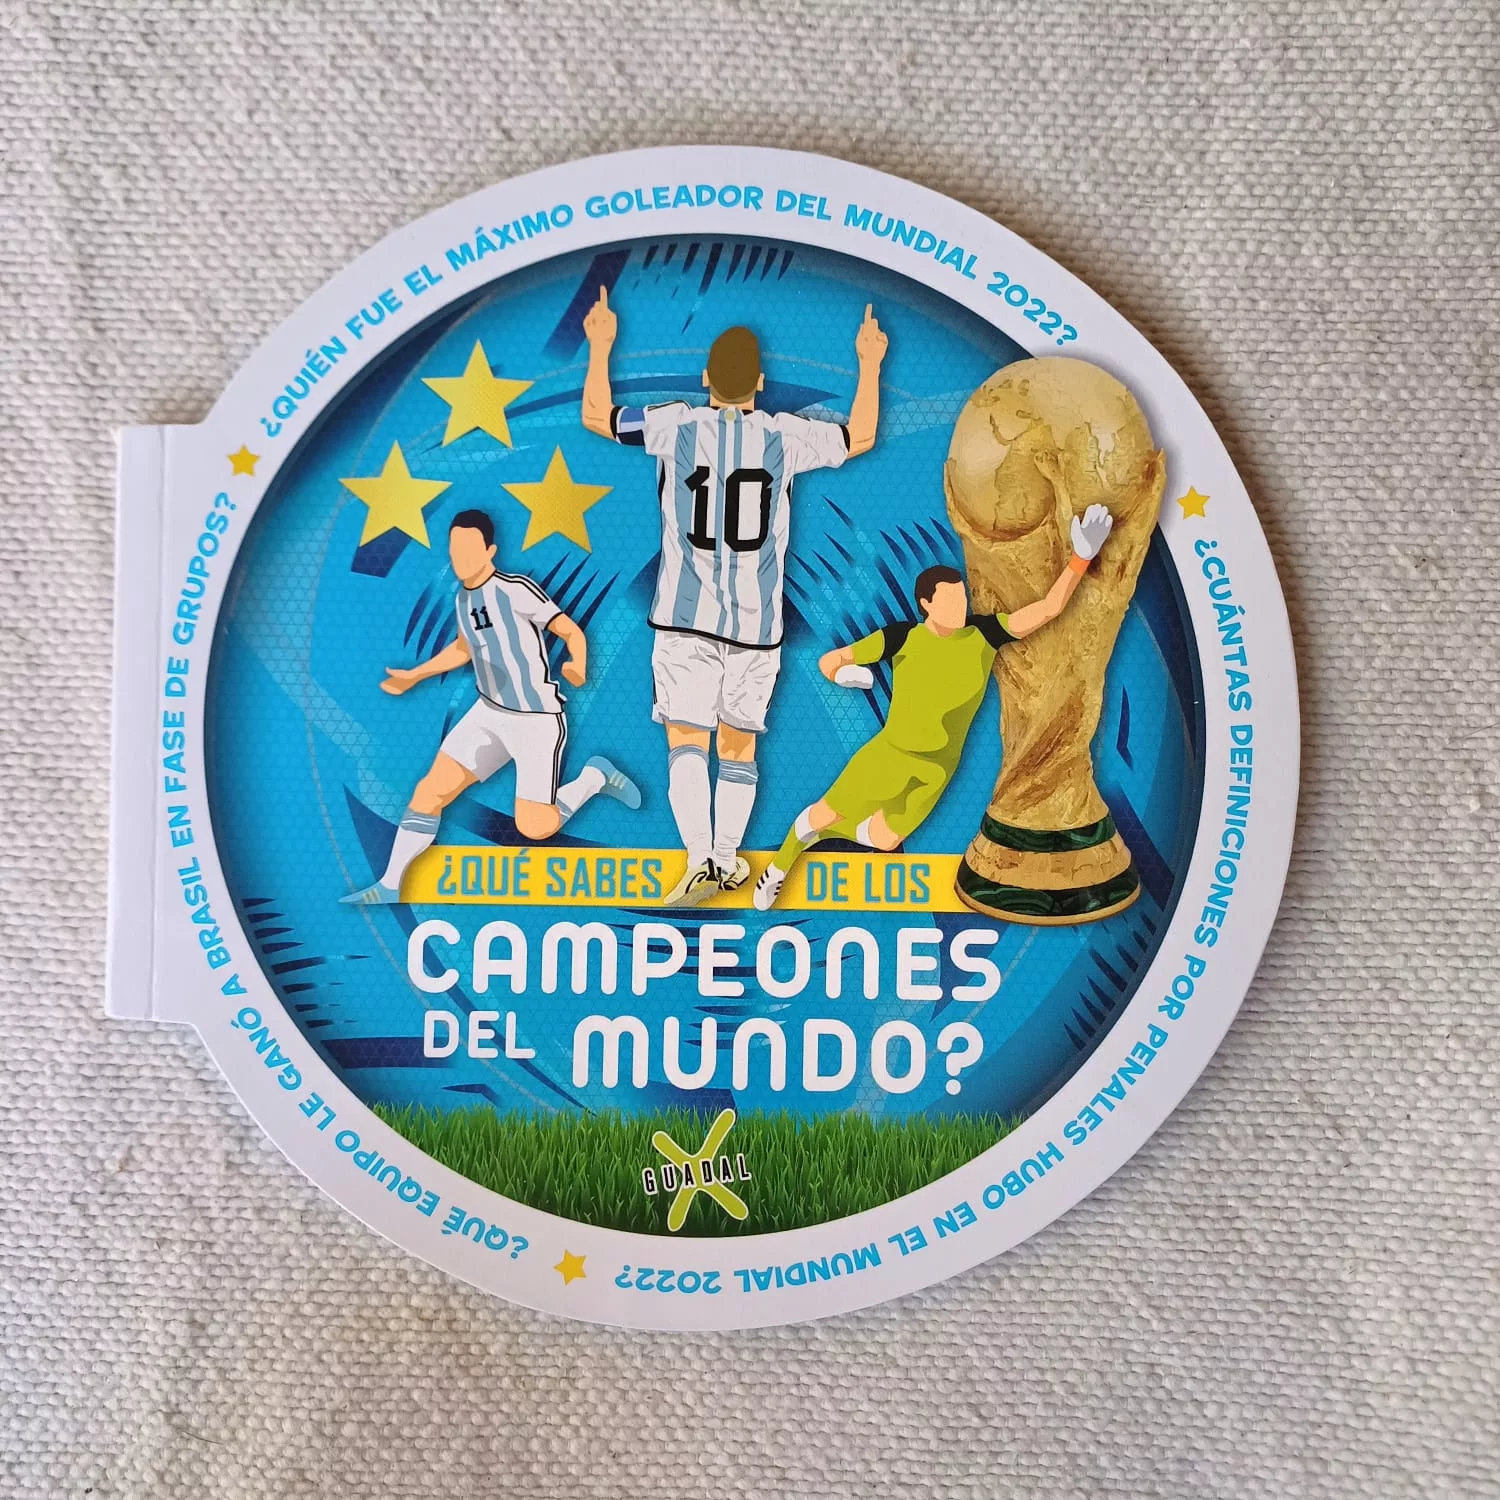 ¿QUIÉN FUE EL MÁXIMO GOLEADOR DEL MUNDIAL 2022?
¿CUÁNTAS DEFINICIONES POR PENALES HUBO EN EL MUNDIAL 2022?
¿QUÉ EQUIPO LE GANÓ A BRASIL EN FASE DE GRUPOS?
10
11
¿QUÉ SABES DE LOS
CAMPEONES
DEL MUNDO?
GUADAL